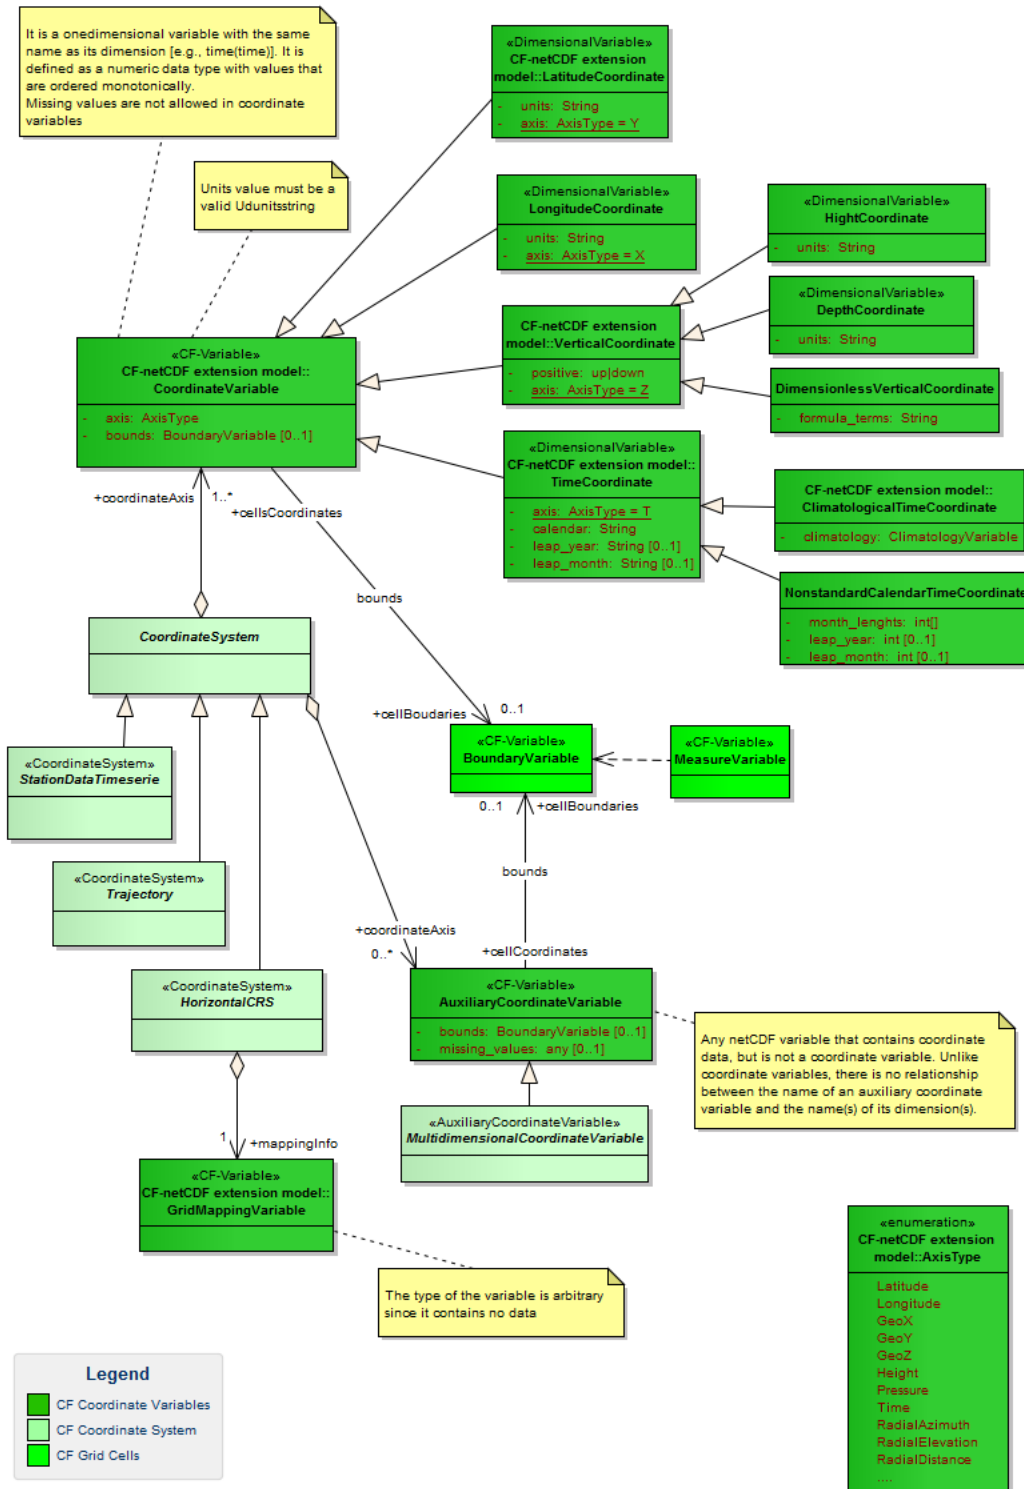 It is a onedimensional variable with the same
name as its dimension [e.g., time(time)]. It is
defined as a numeric data type with values that
are ordered monotonically.
Missing values are not allowed in coordinate
variables
Units value must be a
valid Udunitsstring
«DimensionalVariable»
CF-netCDF extension
model::LatitudeCoordinate
- units: String
- axis: AxisType = Y
«DimensionalVariable»
LongitudeCoordinate
- units: String
- axis: AxisType = X
«DimensionalVariable»
HightCoordinate
- units: String
«DimensionalVariable»
DepthCoordinate
- units: String
CF-netCDF extension
model::VerticalCoordinate
- positive: up|down
- axis: AxisType = Z
DimensionlessVerticalCoordinate
- formula_terms: String
«CF-Variable»
CF-netCDF extension model::
CoordinateVariable
- axis: AxisType
- bounds: BoundaryVariable [0..1]
«DimensionalVariable»
CF-netCDF extension model::
TimeCoordinate
- axis: AxisType = T
- calendar: String
- leap_year: String [0..1]
- leap_month: String [0..1]
CF-netCDF extension model::
ClimatologicalTimeCoordinate
- climatology: ClimatologyVariable
NonstandardCalendarTimeCoordinate
- month_lenghts: int[]
- leap_year: int [0..1]
- leap_month: int [0..1]
+coordinateAxis
1..*
+cellsCoordinates
bounds
+cellBoudaries
0..1
CoordinateSystem
«CoordinateSystem»
StationDataTimeserie
«CoordinateSystem»
Trajectory
«CoordinateSystem»
HorizontalCRS
«CF-Variable»
BoundaryVariable
«CF-Variable»
MeasureVariable
0..1
+cellBoundaries
bounds
+cellCoordinates
+coordinateAxis
0..*
«CF-Variable»
AuxiliaryCoordinateVariable
- bounds: BoundaryVariable [0..1]
- missing_values: any [0..1]
Any netCDF variable that contains coordinate
data, but is not a coordinate variable. Unlike
coordinate variables, there is no relationship
between the name of an auxiliary coordinate
variable and the name(s) of its dimension(s).
«AuxiliaryCoordinateVariable»
MultidimensionalCoordinateVariable
1
+mappingInfo
«CF-Variable»
CF-netCDF extension model::
GridMappingVariable
The type of the variable is arbitrary
since it contains no data
«enumeration»
CF-netCDF extension
model::AxisType
Latitude
Longitude
GeoX
GeoY
GeoZ
Height
Pressure
Time
RadialAzimuth
RadialElevation
RadialDistance
....
Legend
CF Coordinate Variables
CF Coordinate System
CF Grid Cells